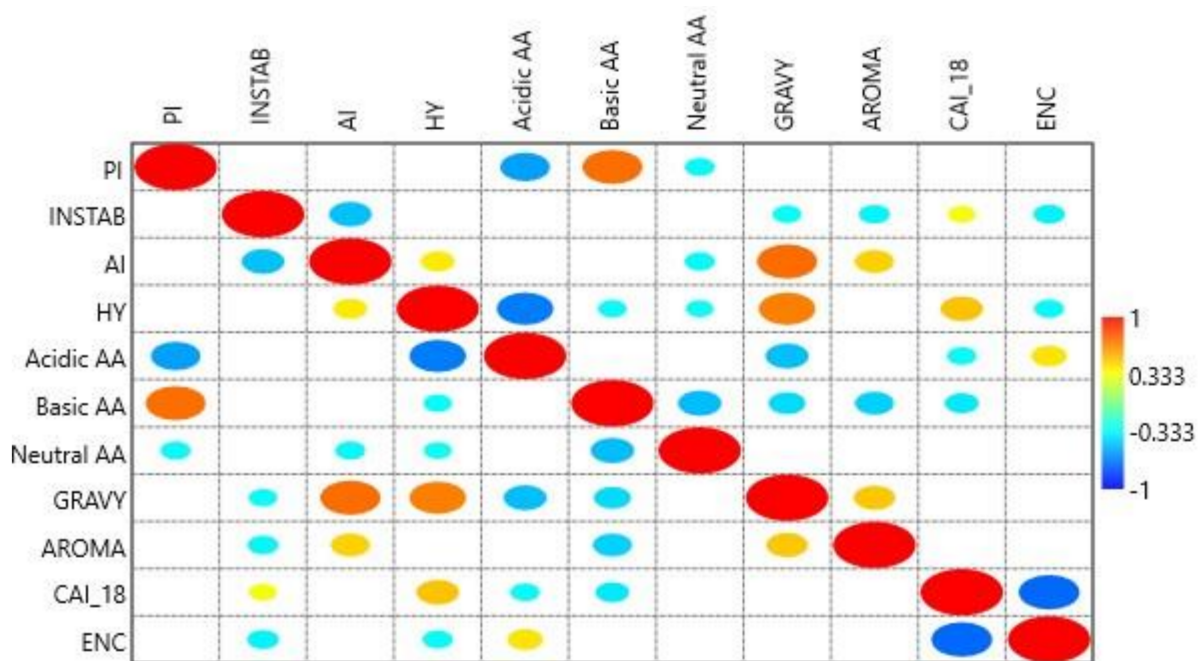 PI
INSTAB
AI
HY
Acidic AA
Basic AA
Neutral AA
GRAVY
AROMA
CAI_18
ENC
PI
INSTAB
AI
HY
Acidic AA
Basic AA
Neutral AA
GRAVY
AROMA
CAI_18
ENC
1
0.333
-0.333
-1